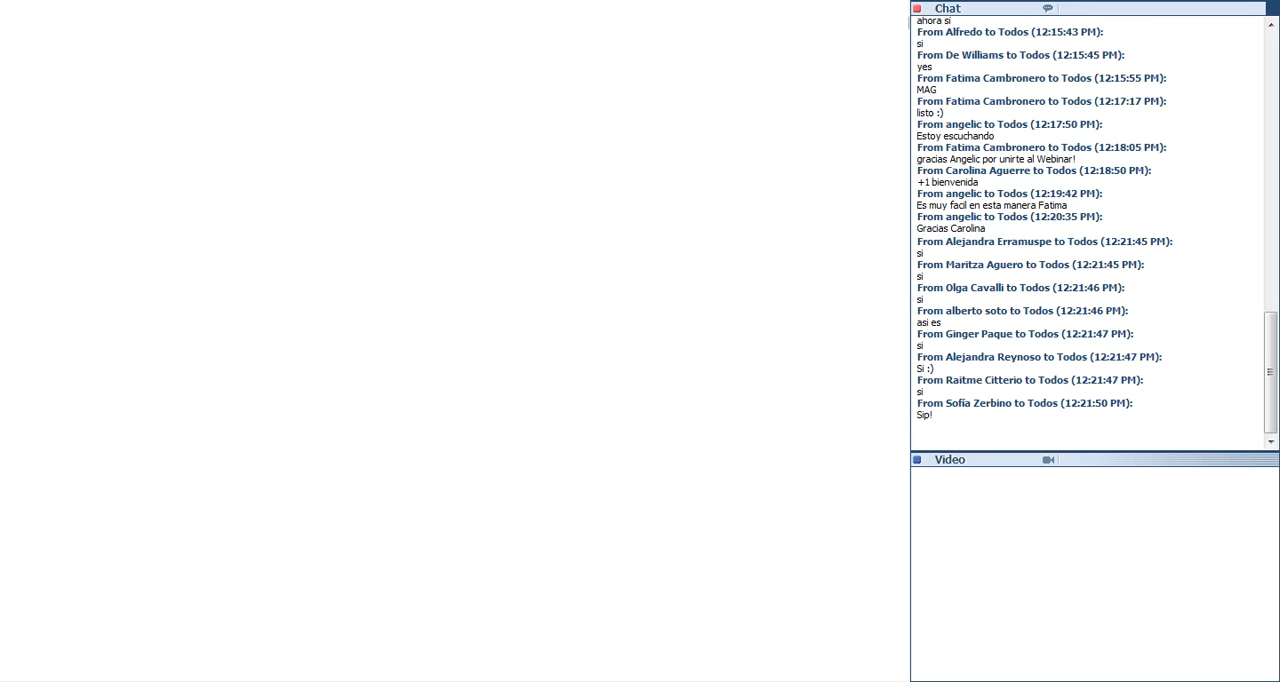 Chat
ahora si
From Alfredo to Todos (12:15:43 PM):
si
From De Williams to Todos (12:15:45 PM):
yes
From Fatima Cambronero to Todos (12:15:55 PM):
MAG
From Fatima Cambronero to Todos (12:17:17 PM):
listo :)
From angelic to Todos (12:17:50 PM):
Estoy escuchando
From Fatima Cambronero to Todos (12:18:05 PM):
gracias Angelic por unirte al Webinar!
From Carolina Aguerre to Todos (12:18:50 PM):
+1 bienvenida
From angelic to Todos (12:19:42 PM):
Es muy facil en esta manera Fatima
From angelic to Todos (12:20:35 PM):
Gracias Carolina
From Alejandra Erramuspe to Todos (12:21:45 PM):
si
From Maritza Aguero to Todos (12:21:45 PM):
si
From Olga Cavalli to Todos (12:21:46 PM):
si
From alberto soto to Todos (12:21:46 PM):
asi es
From Ginger Paque to Todos (12:21:47 PM):
si
From Alejandra Reynoso to Todos (12:21:47 PM):
Si :)
From Raitme Citterio to Todos (12:21:47 PM):
si
From Sofía Zerbino to Todos (12:21:50 PM):
Sip!
Video